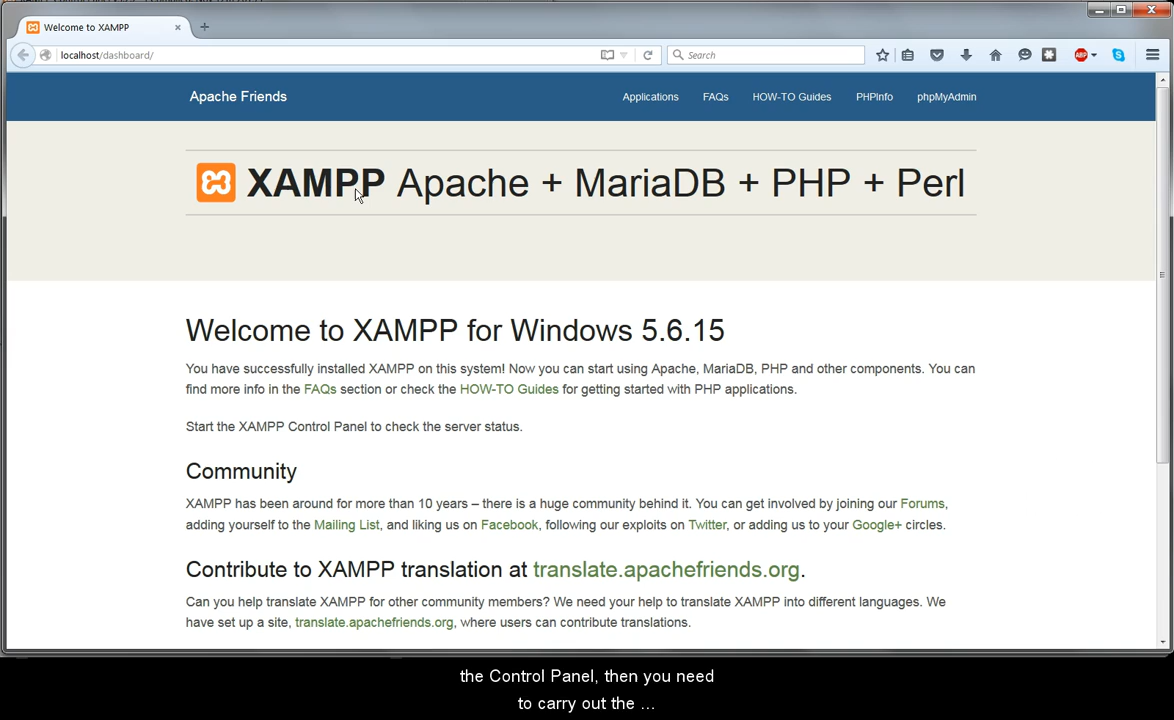 Welcome to XAMPP
localhost/dashboard/
Search
ABP
Apache Friends
Applications
FAQs
HOW-TO Guides
PHPInfo
phpMyAdmin
XAMPP Apache + MariaDB + PHP + Perl
Welcome to XAMPP for Windows 5.6.15
You have successfully installed XAMPP on this system! Now you can start using Apache, MariaDB, PHP and other components. You can
find more info in the FAQs section or check the HOW-TO Guides for getting started with PHP applications.
Start the XAMPP Control Panel to check the server status.
Community
XAMPP has been around for more than 10 years – there is a huge community behind it. You can get involved by joining our Forums,
adding yourself to the Mailing List, and liking us on Facebook, following our exploits on Twitter, or adding us to your Google+ circles.
Contribute to XAMPP translation at translate.apachefriends.org.
Can you help translate XAMPP for other community members? We need your help to translate XAMPP into different languages. We
have set up a site, translate.apachefriends.org, where users can contribute translations.
the Control Panel, then you need
to carry out the ...